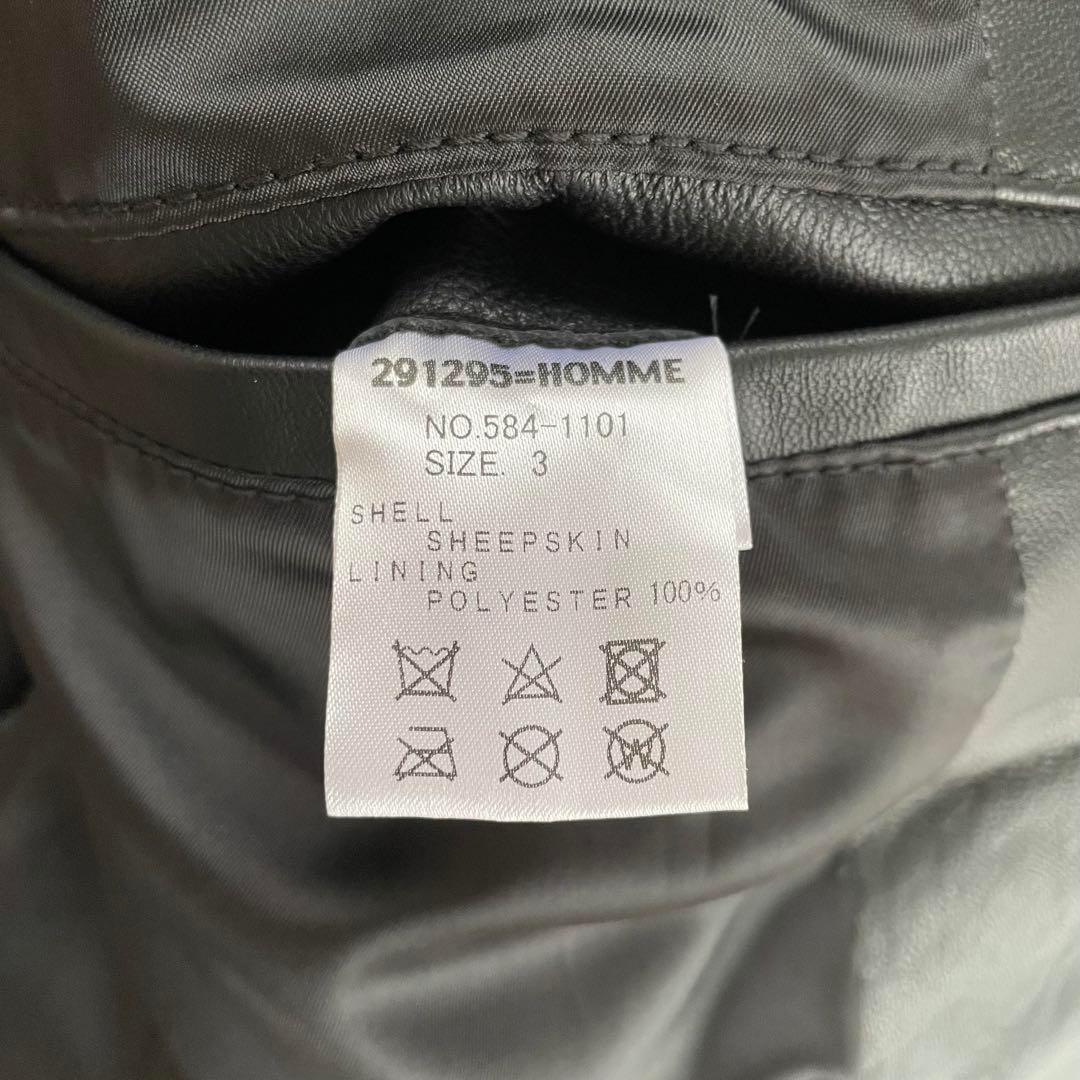 291295=HOMME
NO.584-1101
SIZE. 3
SHELL
SHEEPSKIN
LINING
POLYESTER 100%
W